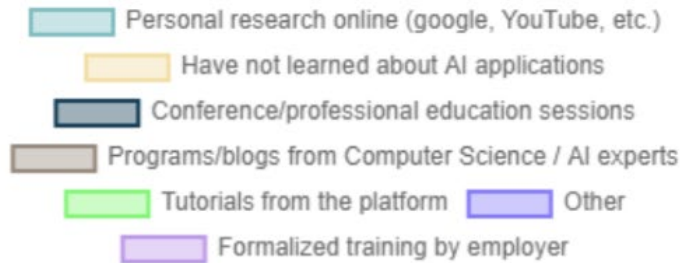 Personal research online (google, YouTube, etc.)
Have not learned about AI applications
Conference/professional education sessions
Programs/blogs from Computer Science / AI experts
Tutorials from the platform Other
Formalized training by employer